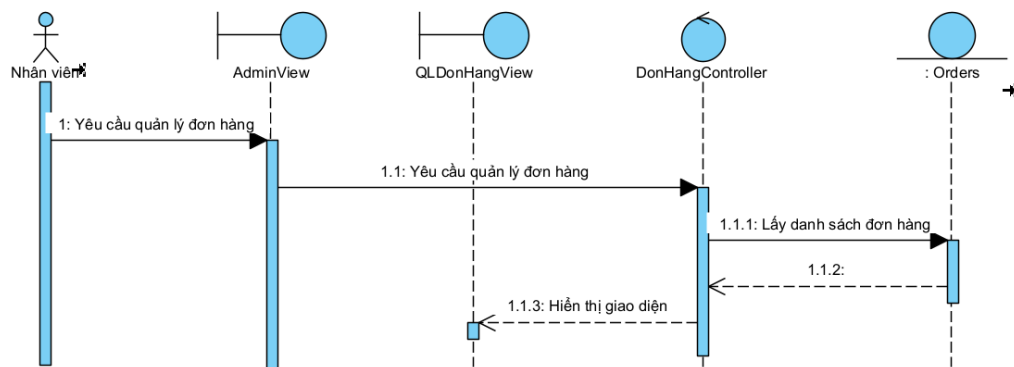 Nhân viên
AdminView
QLDonHangView
DonHangController
: Orders
1: Yêu cầu quản lý đơn hàng
1.1: Yêu cầu quản lý đơn hàng
1.1.1: Lấy danh sách đơn hàng
1.1.2:
1.1.3: Hiển thị giao diện